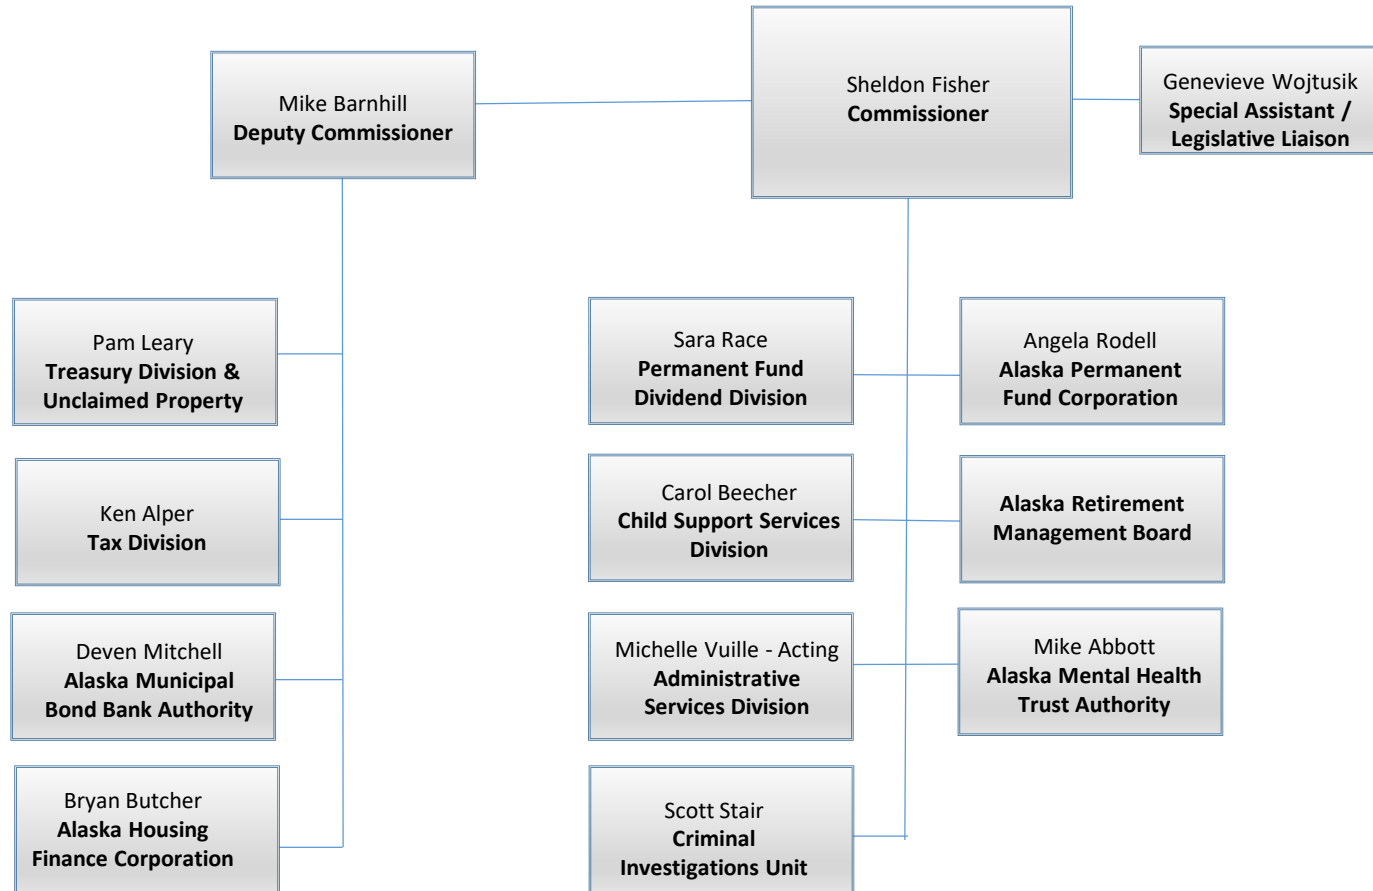 Mike Barnhill
Deputy Commissioner
Sheldon Fisher
Commissioner
Genevieve Wojtusik
Special Assistant /
Legislative Liaison
Pam Leary
Treasury Division &
Unclaimed Property
Ken Alper
Tax Division
Deven Mitchell
Alaska Municipal
Bond Bank Authority
Bryan Butcher
Alaska Housing
Finance Corporation
Sara Race
Permanent Fund
Dividend Division
Angela Rodell
Alaska Permanent
Fund Corporation
Carol Beecher
Child Support Services
Division
Alaska Retirement
Management Board
Michelle Vuille - Acting
Administrative
Services Division
Mike Abbott
Alaska Mental Health
Trust Authority
Scott Stair
Criminal
Investigations Unit